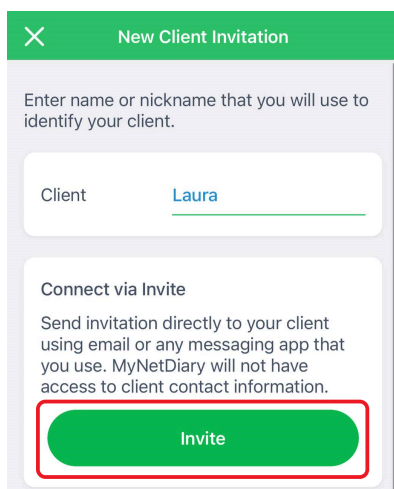 New Client Invitation
Enter name or nickname that you will use to
identify your client.
Client Laura
Connect via Invite
Send invitation directly to your client
using email or any messaging app that
you use. MyNetDiary will not have
access to client contact information.
Invite